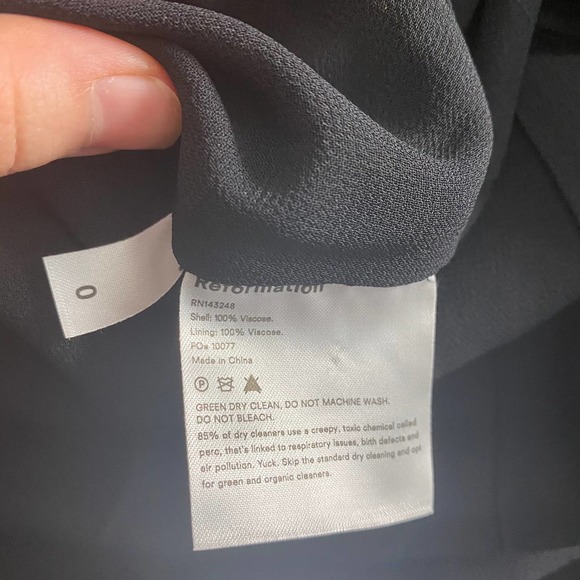 0
Reformation
RN143248
Shell: 100% Viscose.
Lining: 100% Viscose.
PO# 10077
Made in China
P
GREEN DRY CLEAN, DO NOT MACHINE WASH.
DO NOT BLEACH.
85% of dry cleaners use a creepy, toxic chemical called
perc, that's linked to respiratory issues, birth defects and
air pollution. Yuck. Skip the standard dry cleaning and opt
for green and organic cleaners.